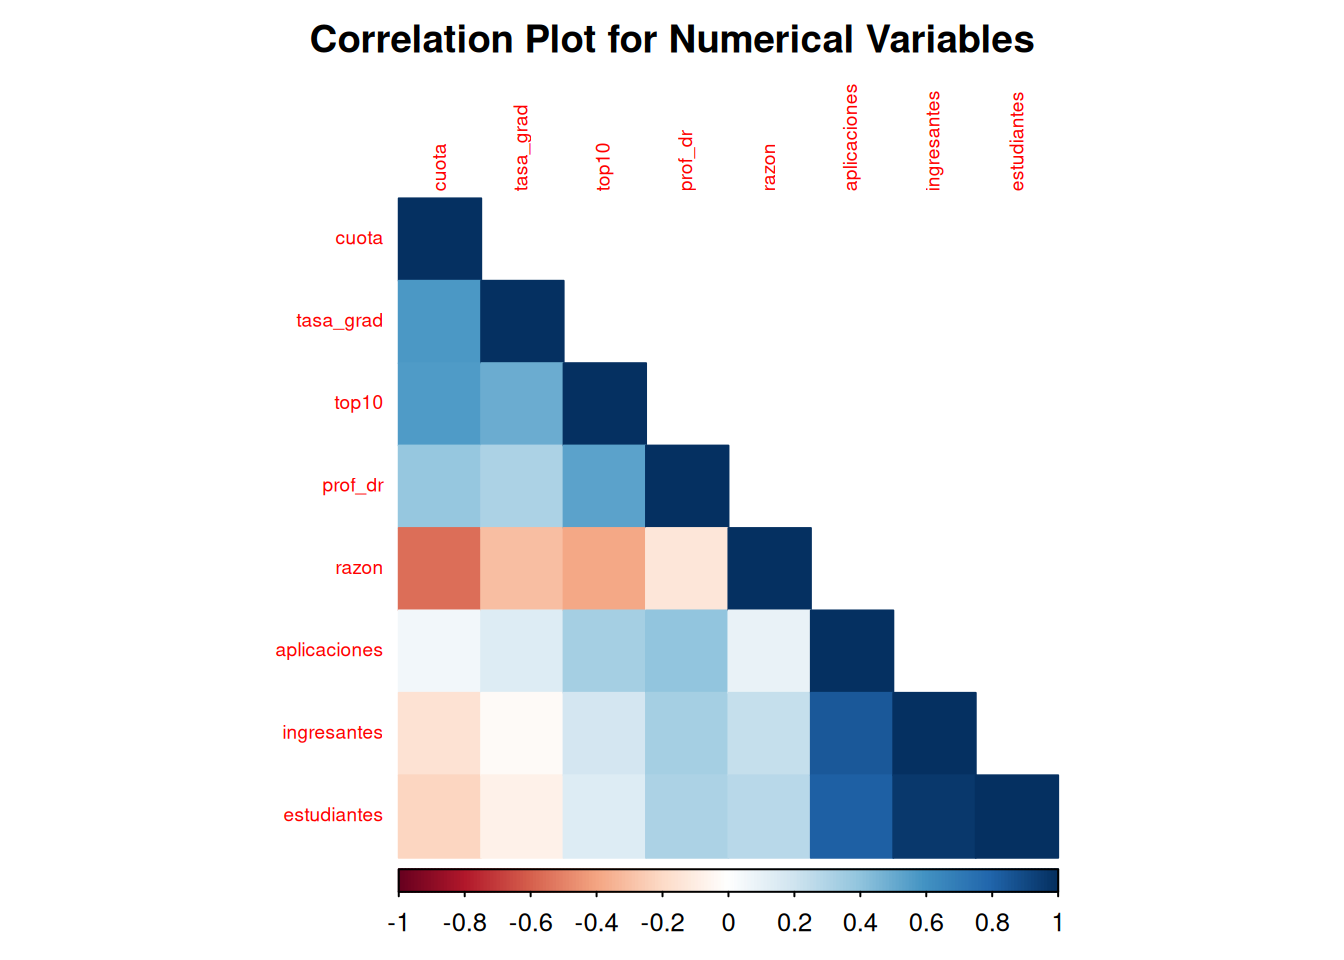 Correlation Plot for Numerical Variables
cuota
tasa_grad
top10
prof_dr
razon
aplicaciones
ingresantes
estudiantes
cuota
tasa_grad
top10
prof_dr
razon
aplicaciones
ingresantes
estudiantes
-1 -0.8 -0.6 -0.4 -0.2 0 0.2 0.4 0.6 0.8 1